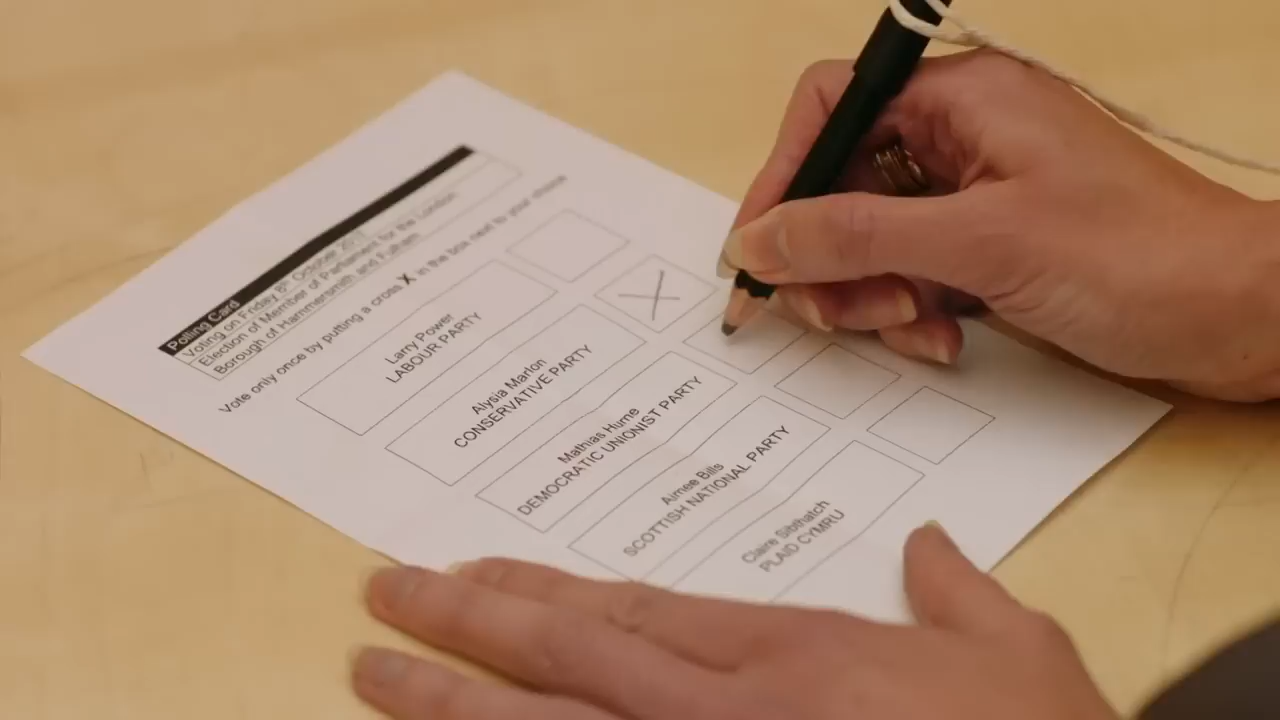 Polling Card
Voting on Friday 8th October
Election of Member of Parliament for the London
Borough of Hammersmith and Fulham
Vote only once by putting a cross X in the box next to your choice
Larry Power
LABOUR PARTY
Alysia Marlon
CONSERVATIVE PARTY
Mathias Hurne
DEMOCRATIC UNIONIST PARTY
Aimee Bills
SCOTTISH NATIONAL PARTY
Claire Sibthatch
PLAID CYMRU
X